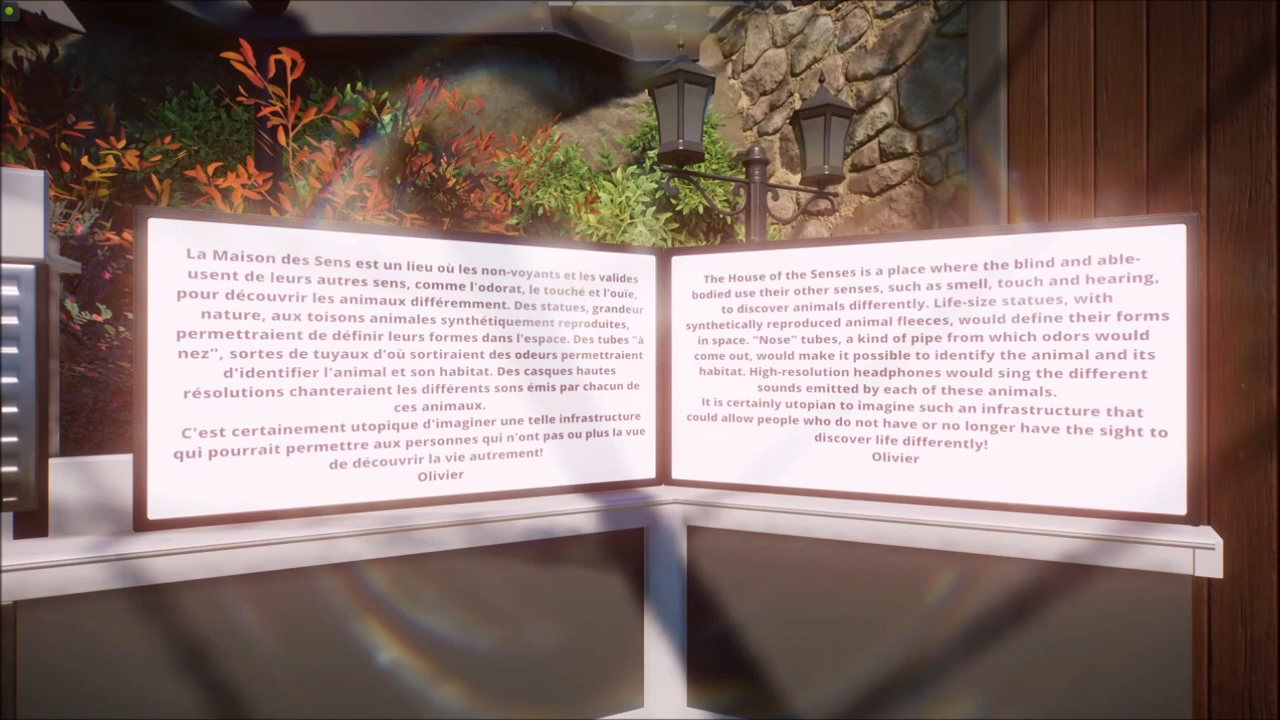 La Maison des Sens est un lieu où les non-voyants et les valides
usent de leurs autres sens, comme l'odorat, le touché et l'ouïe,
pour découvrir les animaux différemment. Des statues, grandeur
nature, aux toisons animales synthétiquement reproduites,
permettraient de définir leurs formes dans l'espace. Des tubes "à
nez", sortes de tuyaux d'où sortiraient des odeurs permettraient
d'identifier l'animal et son habitat. Des casques hautes
résolutions chanteraient les différents sons émis par chacun de
ces animaux.
C'est certainement utopique d'imaginer une telle infrastructure
qui pourrait permettre aux personnes qui n'ont pas ou plus la vue
de découvrir la vie autrement!
Olivier
The House of the Senses is a place where the blind and able-
bodied use their other senses, such as smell, touch and hearing,
to discover animals differently. Life-size statues, with
synthetically reproduced animal fleeces, would define their forms
in space. "Nose" tubes, a kind of pipe from which odors would
come out, would make it possible to identify the animal and its
habitat. High-resolution headphones would sing the different
sounds emitted by each of these animals.
It is certainly utopian to imagine such an infrastructure that
could allow people who do not have or no longer have the sight to
discover life differently!
Olivier